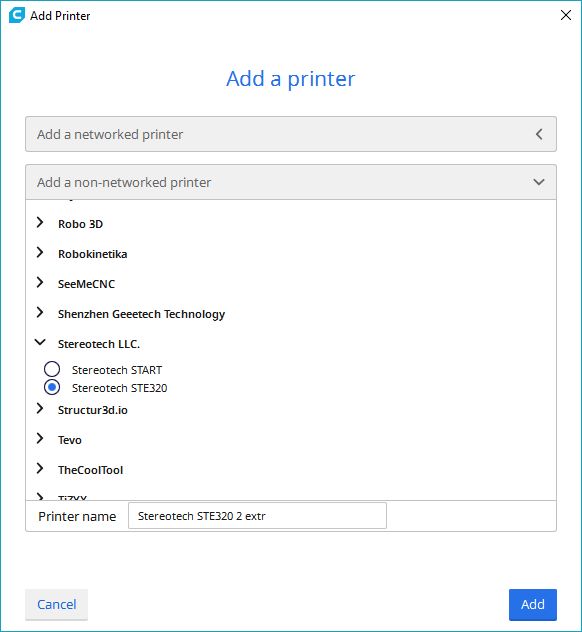 Add Printer
Add a printer
Add a networked printer
Add a non-networked printer
Robo 3D
Robokinetika
SeeMeCNC
Shenzhen Geeetech Technology
Stereotech LLC.
Stereotech START
Stereotech STE320
Structur3d.io
Tevo
TheCoolTool
TiZYX
Printer name Stereotech STE320 2 extr
Cancel Add